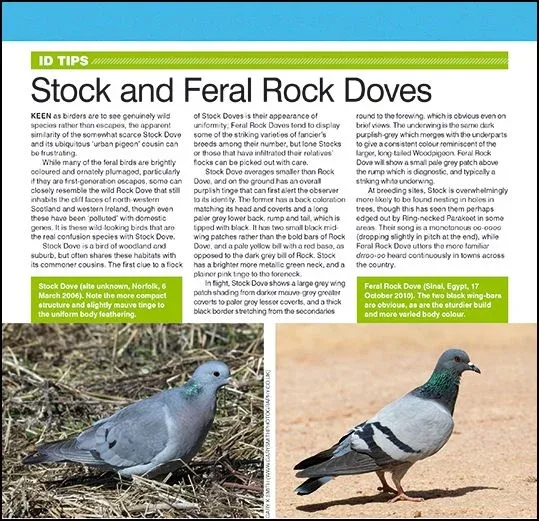 ID TIPS
Stock and Feral Rock Doves
KEEN as birders are to see genuinely wild
species rather than escapes, the apparent
similarity of the somewhat scarce Stock Dove
and its ubiquitous 'urban pigeon' cousin can
be frustrating.
While many of the feral birds are brightly
coloured and ornately plumaged, particularly
if they are first-generation escapes, some can
closely resemble the wild Rock Dove that still
inhabits the cliff faces of north-western
Scotland and western Ireland, though even
these have been 'polluted' with domestic
genes. It is these wild-looking birds that are
the real confusion species with Stock Dove.
Stock Dove is a bird of woodland and
suburb, but often shares these habitats with
its commoner cousins. The first clue to a flock
of Stock Doves is their appearance of
uniformity; Feral Rock Doves tend to display
some of the striking varieties of fancier's
breeds among their number, but lone Stocks
or those that have infiltrated their relatives'
flocks can be picked out with care.
Stock Dove averages smaller than Rock
Dove, and on the ground has an overall
purplish tinge that can first alert the observer
to its identity. The former has a back coloration
matching its head and coverts and a long
paler grey lower back, rump and tail, which is
tipped with black. It has two small black mid-
wing patches rather than the bold bars of Rock
Dove, and a pale yellow bill with a red base, as
opposed to the dark grey bill of Rock. Stock
has a brighter more metallic green neck, and a
plainer pink tinge to the foreneck.
In flight, Stock Dove shows a large grey wing
patch shading from darker mauve-grey greater
coverts to paler grey lesser coverts, and a thick
black border stretching from the secondaries
round to the forewing, which is obvious even on
brief views. The underwing is the same dark
purplish-grey which merges with the underparts
to give a consistent colour reminiscent of the
larger, long-tailed Woodpigeon. Feral Rock
Dove will show a small pale grey patch above
the rump which is diagnostic, and typically a
striking white underwing.
At breeding sites, Stock is overwhelmingly
more likely to be found nesting in holes in
trees, though this has seen them perhaps
edged out by Ring-necked Parakeet in some
areas. Their song is a monotonous oo-oooo
(dropping slightly in pitch at the end), while
Feral Rock Dove utters the more familiar
drroo-oo heard continuously in towns across
the country.
Stock Dove (site unknown, Norfolk, 6
March 2006). Note the more compact
structure and slightly mauve tinge to
the uniform body feathering.
Feral Rock Dove (Sinai, Egypt, 17
October 2010). The two black wing-bars
are obvious, as are the sturdier build
and more varied body colour.
GARY K SMITH (WWW.GARYKSMITHPHOTOGRAPHY.CO.UK)